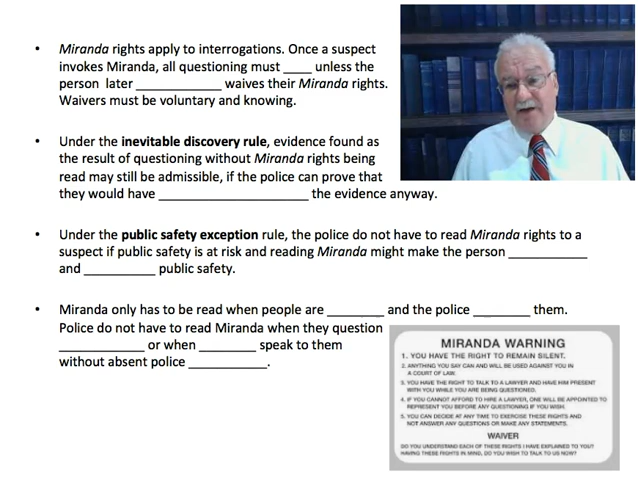 • Miranda rights apply to interrogations. Once a suspect
invokes Miranda, all questioning must ____ unless the
person later ____________ waives their Miranda rights.
Waivers must be voluntary and knowing.
• Under the inevitable discovery rule, evidence found as
the result of questioning without Miranda rights being
read may still be admissible, if the police can prove that
they would have _____________________ the evidence anyway.
• Under the public safety exception rule, the police do not have to read Miranda rights to a
suspect if public safety is at risk and reading Miranda might make the person ___________
and __________ public safety.
• Miranda only has to be read when people are ________ and the police ________ them.
Police do not have to read Miranda when they question
____________ or when ________ speak to them
without absent police ___________.
MIRANDA WARNING
1. YOU HAVE THE RIGHT TO REMAIN SILENT.
2. ANYTHING YOU SAY CAN AND WILL BE USED AGAINST YOU IN
A COURT OF LAW.
3. YOU HAVE THE RIGHT TO TALK TO A LAWYER AND HAVE HIM PRESENT
WITH YOU WHILE YOU ARE BEING QUESTIONED.
4. IF YOU CANNOT AFFORD TO HIRE A LAWYER, ONE WILL BE APPOINTED TO
REPRESENT YOU BEFORE ANY QUESTIONING IF YOU WISH.
5. YOU CAN DECIDE AT ANY TIME TO EXERCISE THESE RIGHTS AND
NOT ANSWER ANY QUESTIONS OR MAKE ANY STATEMENTS.
WAIVER
DO YOU UNDERSTAND EACH OF THESE RIGHTS I HAVE EXPLAINED TO YOU?
HAVING THESE RIGHTS IN MIND, DO YOU WISH TO TALK TO US NOW?